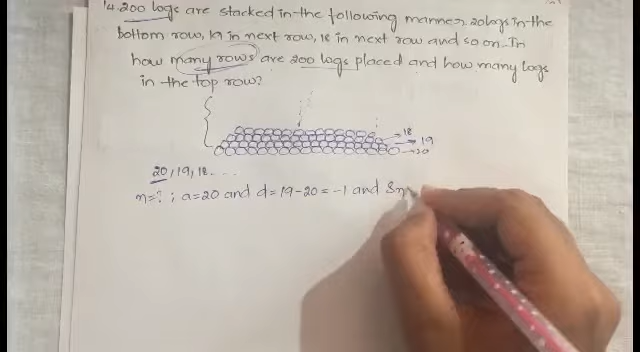 14. 200 logs are stacked in the following manner 20 logs in the
bottom row, 19 in next row, 18 in next row and so on. In
how many rows are 200 logs placed and how many logs
in the top row?
18
19
20
20, 19, 18. . . .
n=? ; a=20 and d=19-20=-1 and Sn